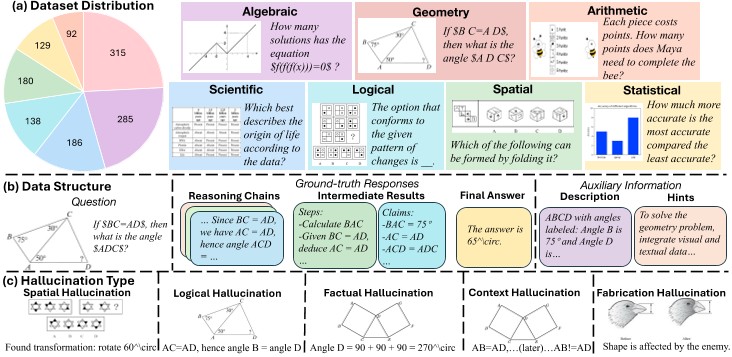 (a) Dataset Distribution
92
315
129
180
138
186
285
Algebraic
How many
solutions has the
equation
$f(f(f(x)))=0$ ?
Geometry
C
B
75°
30°
50°
A
D
?
If $B C=A D$,
then what is the
angle $A D C$?
Arithmetic
Each piece costs
points. How many
points does Maya
need to complete the
bee?
Scientific
Which best
describes the
origin of life
according to
the data?
Logical
?
A B C D
The option that
conforms to
the given
pattern of
changes is __.
Spatial
A B C D
Which of the following can
be formed by folding it?
Statistical
How much more
accurate is the
most accurate
compared the
least accurate?
(b) Data Structure
Question
C
B
75°
30°
50°
A
D
?
If $BC=AD$, then
what is the angle
$ADC$?
Ground-truth Responses
Reasoning Chains
… Since BC = AD,
we have AC = AD,
hence angle ACD
= …
Intermediate Results
Steps:
-Calculate BAC
-Given BC = AD,
deduce AC = AD
…
Claims:
-BAC = 75°
-AC = AD
-ACD = ADC
…
Final Answer
The answer is
65^\circ.
Auxiliary Information
Description
ABCD with angles
labeled: Angle B is
75° and Angle D
is…
Hints
To solve the
geometry problem,
integrate visual and
textual data…
(c) Hallucination Type
Spatial Hallucination
?
Found transformation: rotate 60^\circ
Logical Hallucination
AC=AD, hence angle B = angle D
Factual Hallucination
Angle D = 90 + 90 + 90 = 270^\circ
Context Hallucination
AB=AD,…(later)…AB!=AD
Fabrication Hallucination
Shape is affected by the enemy.